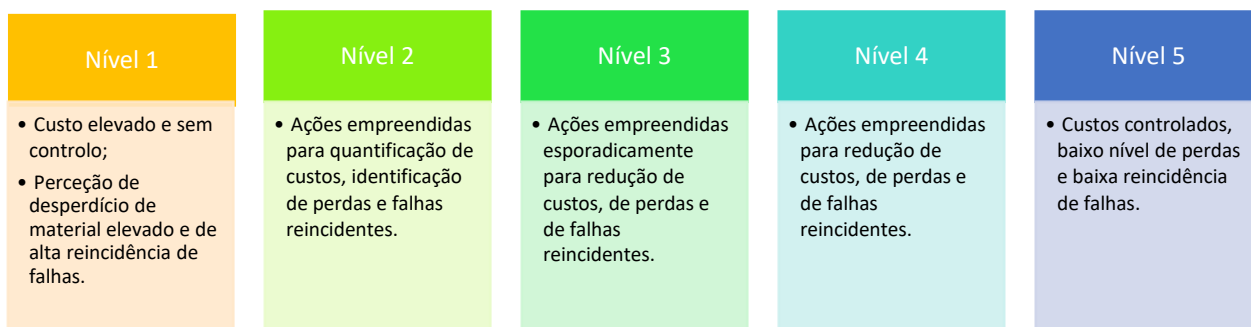 Nível 1
• Custo elevado e sem
controlo;
• Perceção de
desperdício de
material elevado e de
alta reincidência de
falhas.
Nível 2
• Ações empreendidas
para quantificação de
custos, identificação
de perdas e falhas
reincidentes.
Nível 3
• Ações empreendidas
esporadicamente
para redução de
custos, de perdas e
de falhas
reincidentes.
Nível 4
• Ações empreendidas
para redução de
custos, de perdas e
de falhas
reincidentes.
Nível 5
• Custos controlados,
baixo nível de perdas
e baixa reincidência
de falhas.